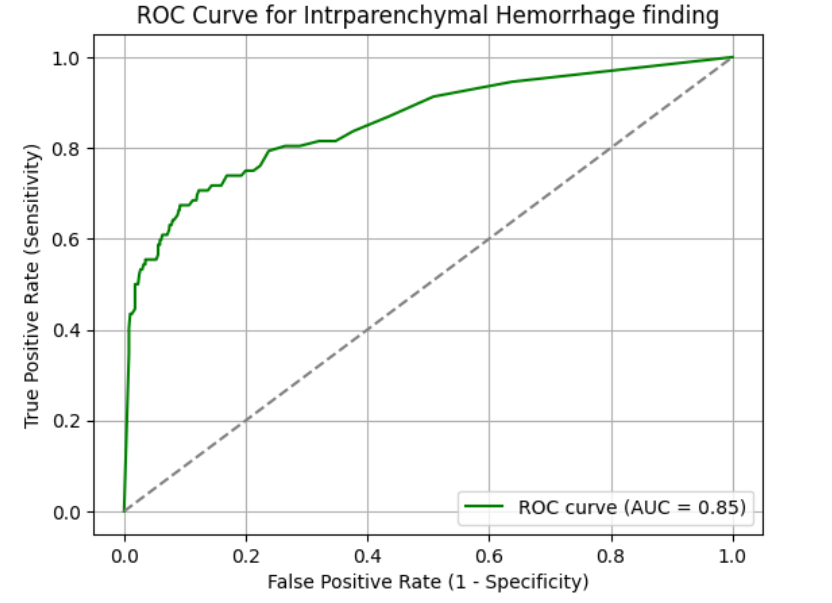 ROC Curve for Intrparenchymal Hemorrhage finding
True Positive Rate (Sensitivity)
1.0
0.8
0.6
0.4
0.2
0.0
ROC curve (AUC = 0.85)
0.0 0.2 0.4 0.6 0.8 1.0
False Positive Rate (1 - Specificity)